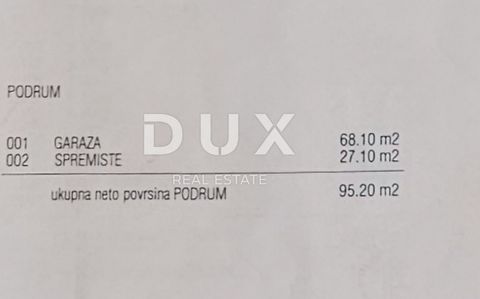 PODRUM
DUX
001 GARAZA 68.10 m2
002 SPREMISTE 27.10 m2
REAL ESTATE
ukupna neto povrsina PODRUM 95.20 m2